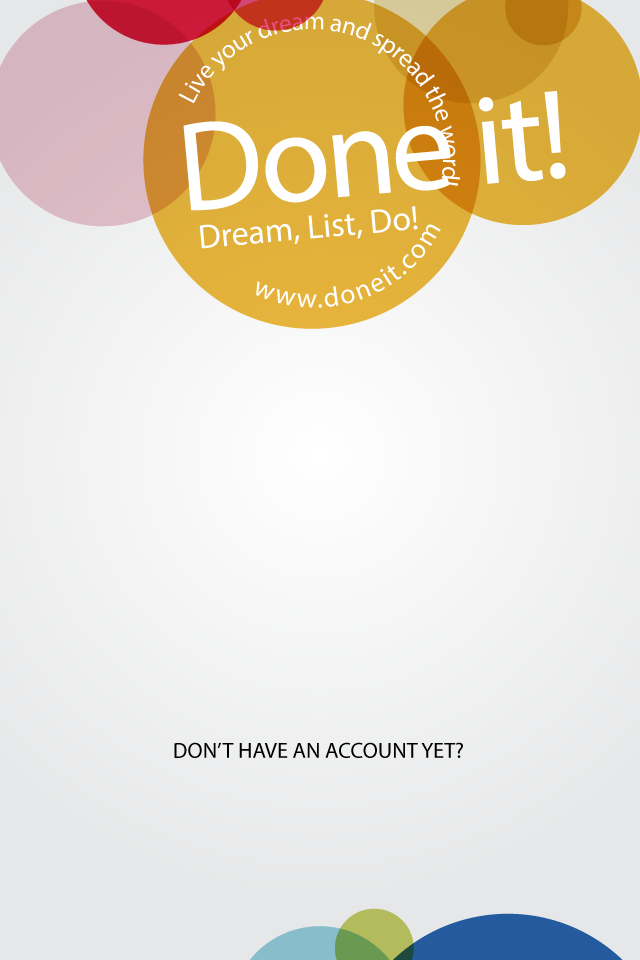 Live your dream and spread the word!
Done it!
Dream, List, Do!
www.doneit.com
DON'T HAVE AN ACCOUNT YET?